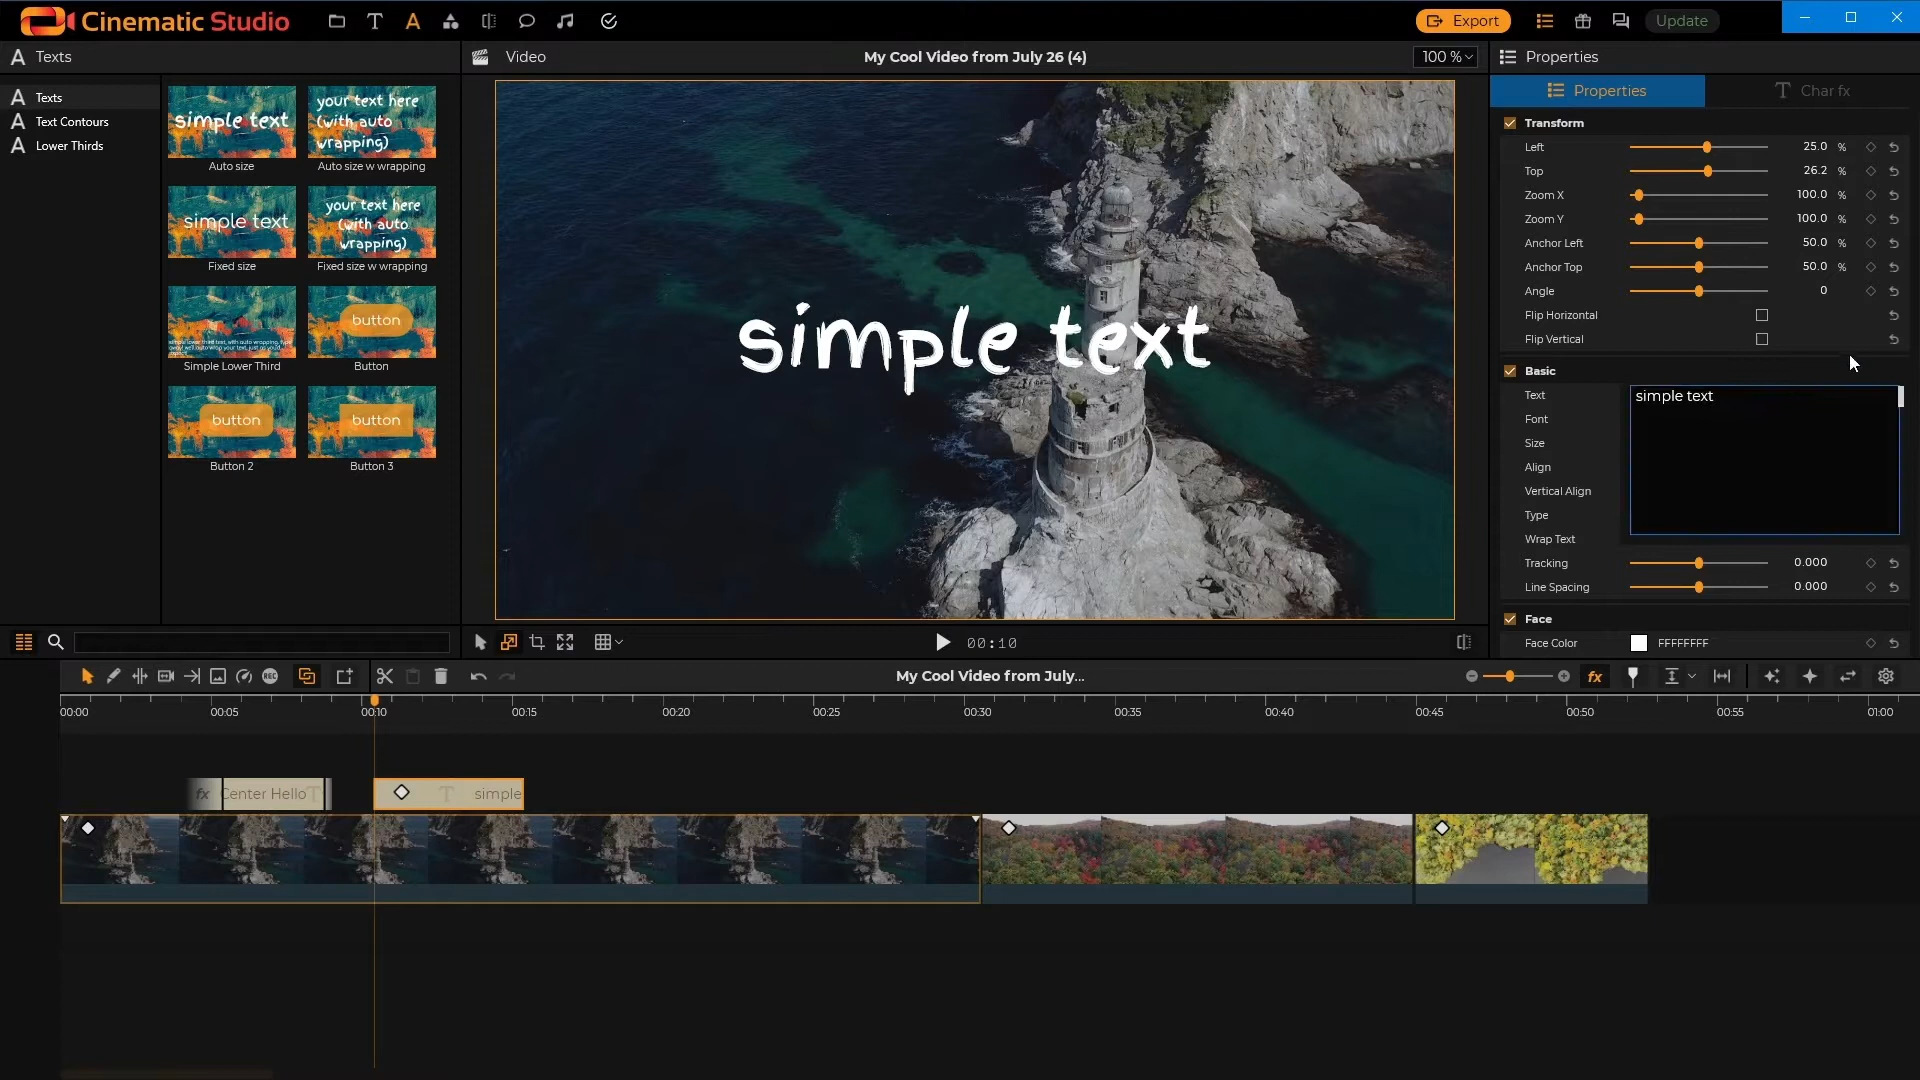 Cinematic Studio
Export
Update
Texts
Video
My Cool Video from July 26 (4)
100 %
Properties
Texts
Text Contours
Lower Thirds
simple text
Auto size
your text here
(with auto
wrapping)
Auto size w wrapping
simple text
Fixed size
your text here
(with auto
wrapping)
Fixed size w wrapping
Simple Lower Third
button
Button
button
Button 2
button
Button 3
simple text
Properties
Char fx
Transform
Left 25.0 %
Top 26.2 %
Zoom X 100.0 %
Zoom Y 100.0 %
Anchor Left 50.0 %
Anchor Top 50.0 %
Angle 0
Flip Horizontal
Flip Vertical
Basic
Text simple text
Font
Size
Align
Vertical Align
Type
Wrap Text
Tracking 0.000
Line Spacing 0.000
Face
Face Color FFFFFFFF
00:10
REC
My Cool Video from July...
fx
00:00 00:05 00:10 00:15 00:20 00:25 00:30 00:35 00:40 00:45 00:50 00:55 01:00
fx Center Hello
simple